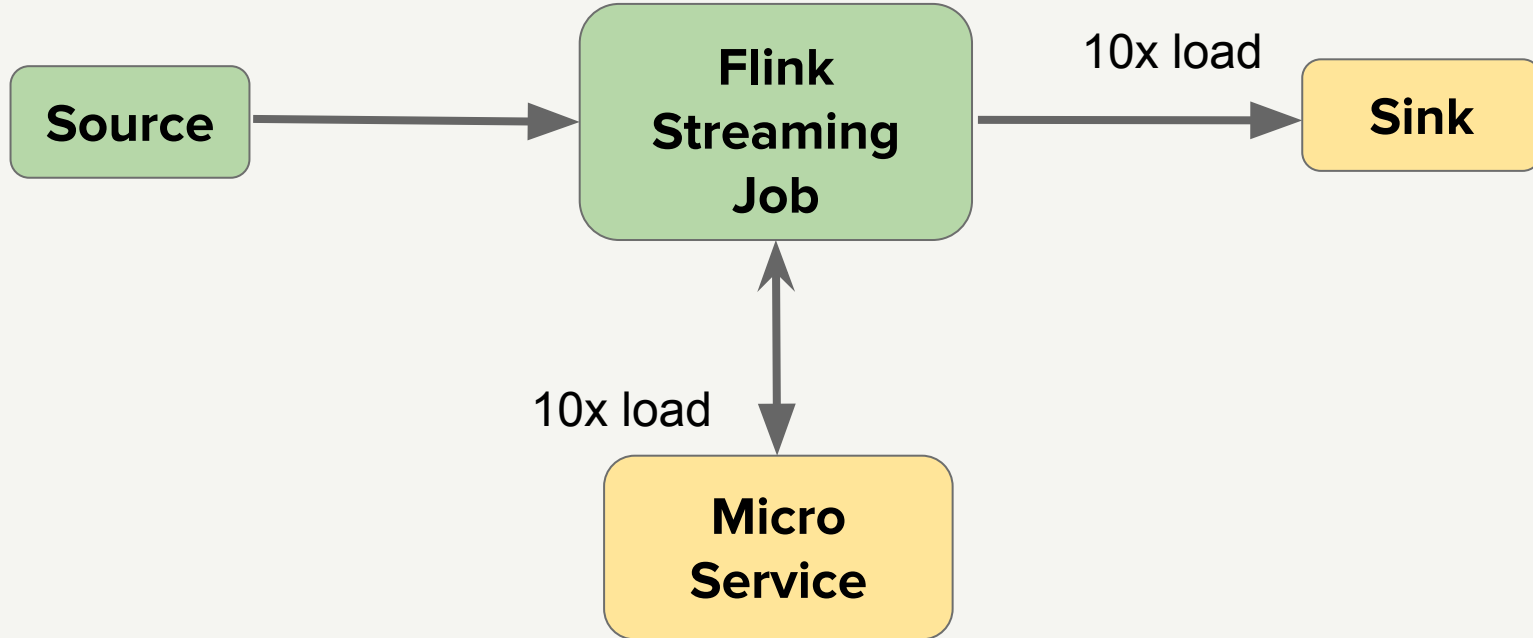 Source
Flink
Streaming
Job
10x load
Sink
10x load
Micro
Service